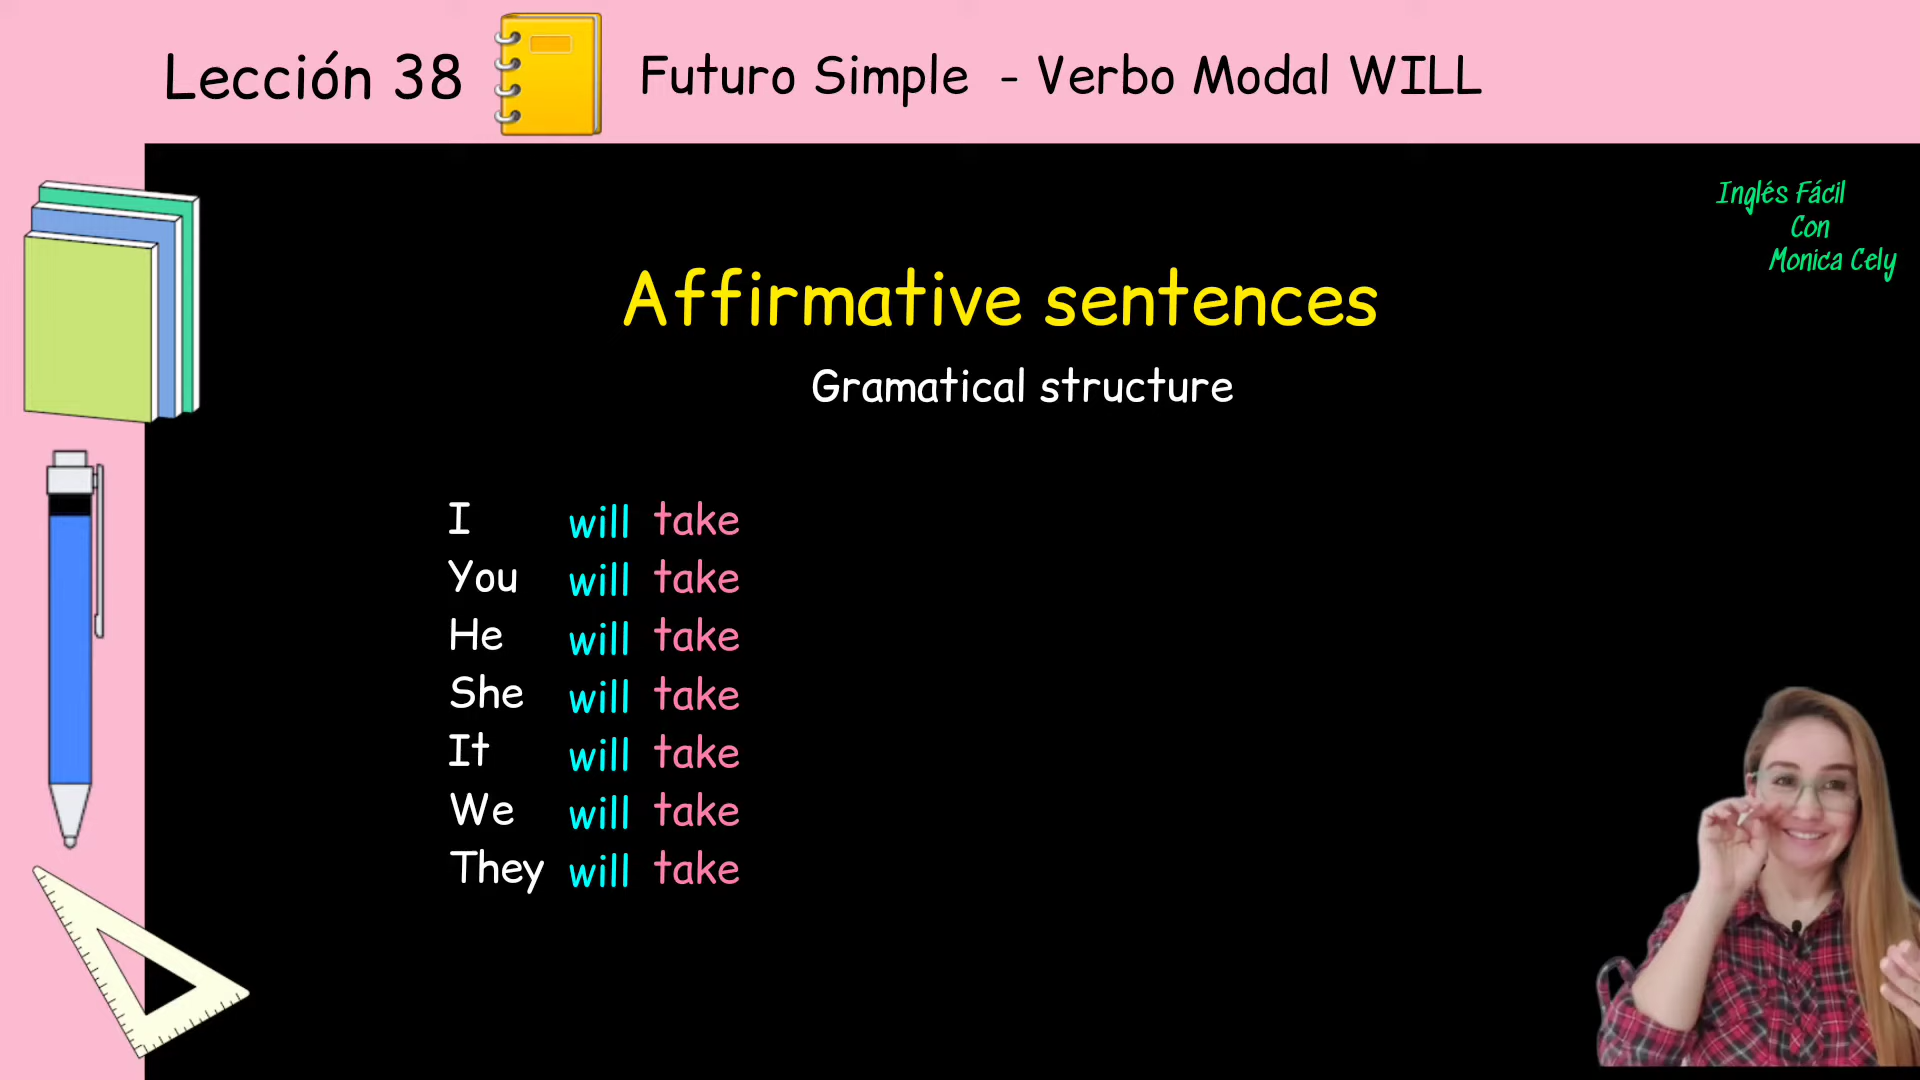 Lección 38
Futuro Simple - Verbo Modal WILL
Inglés Fácil
Con
Monica Cely
Affirmative sentences
Gramatical structure
I will take
You will take
He will take
She will take
It will take
We will take
They will take